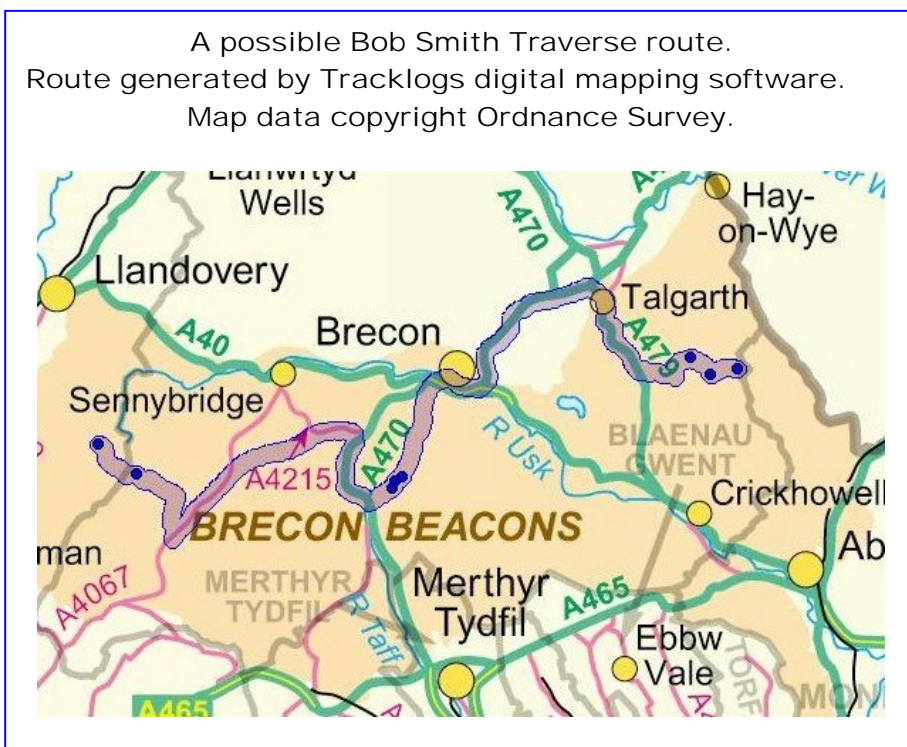 A possible Bob Smith Traverse route.
Route generated by Tracklogs digital mapping software.
Map data copyright Ordnance Survey.
Wells
Hay-
on-Wye
A470
Llandovery
Talgarth
A40
Brecon
A479
Sennybridge
A470
R Usk
BLAENAU
GWENT
A4215
Crickhowell
BRECON BEACONS
man
Ab
A4067
MERTHYR
TYDFIL
Merthyr
Tydfil
A465
R Taff
Ebbw
Vale
TORF
A465
MON